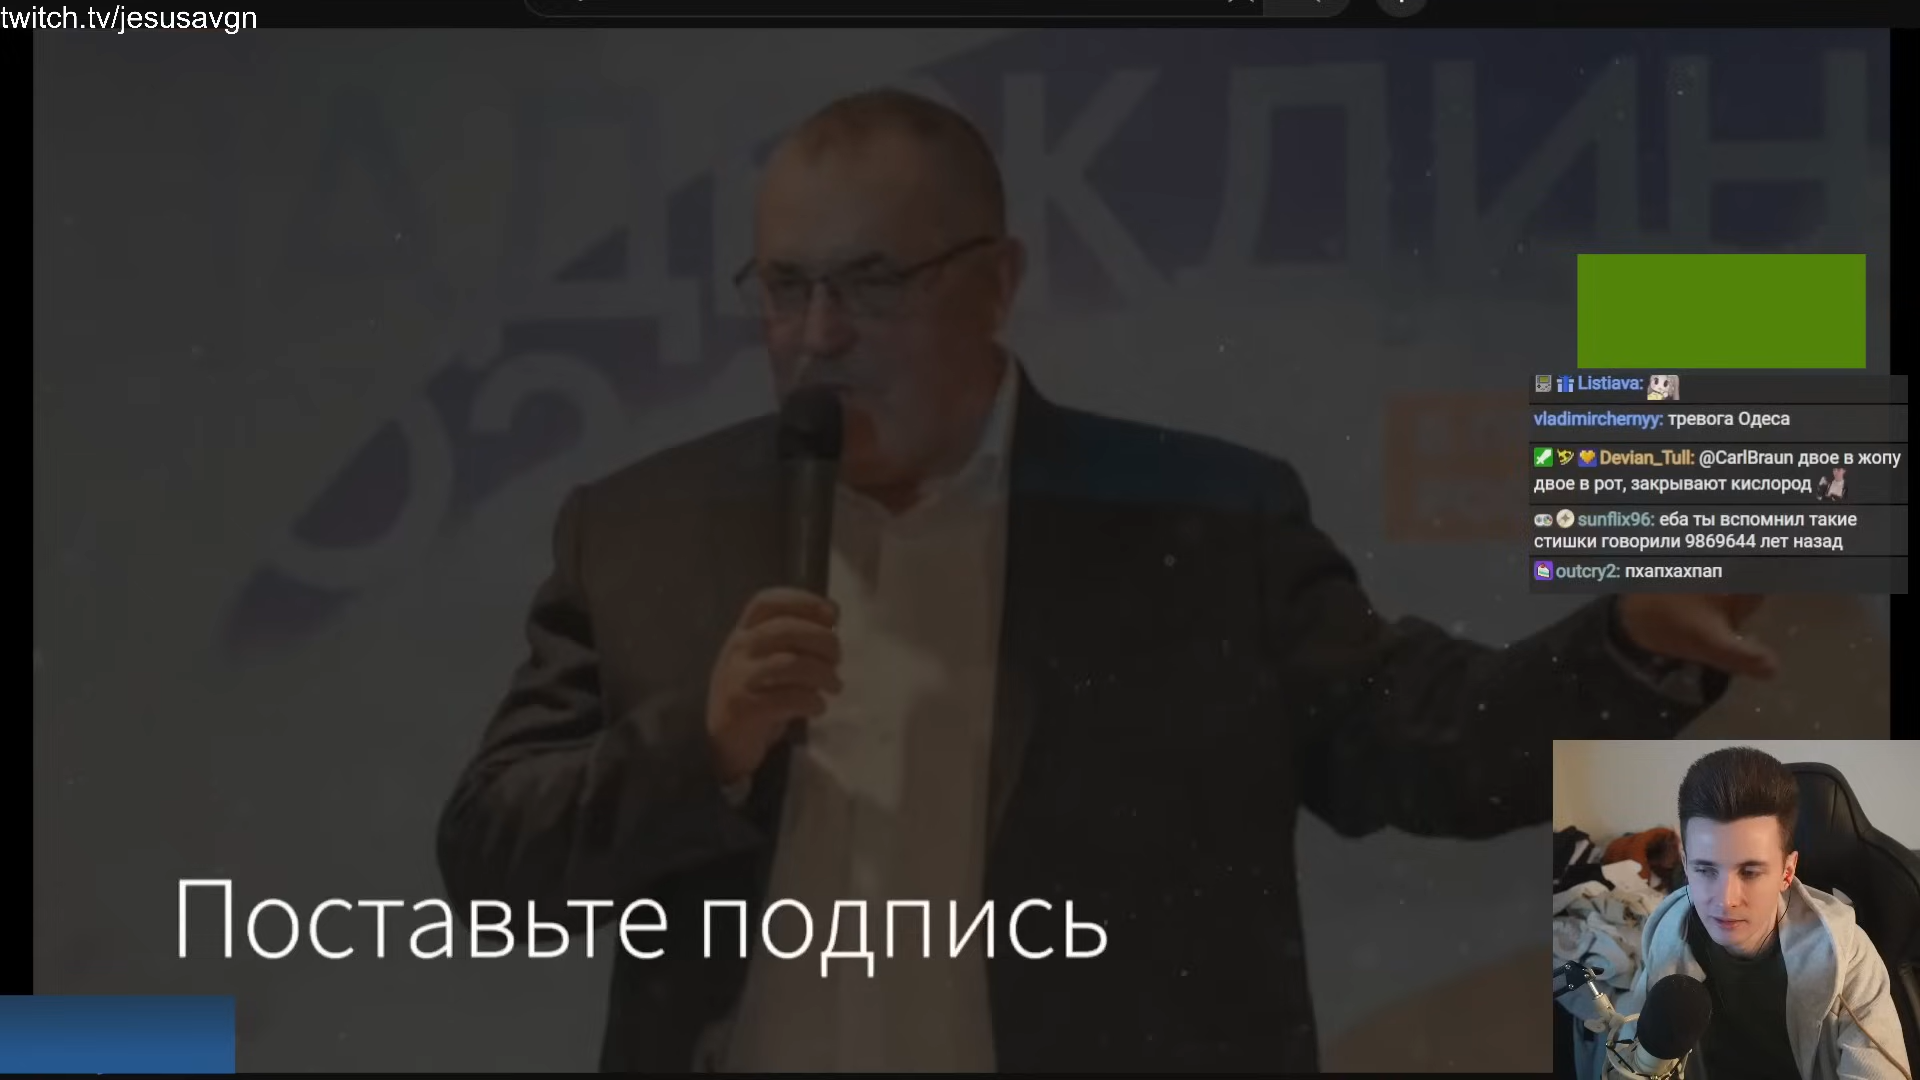 twitch.tv/jesusavgn
АДЕЖДИН
Listiava:
vladimirchernyy: тревога Одеса
Devian_Tull: @CarlBraun двое в жопу
двое в рот, закрывают кислород
sunflix96: еба ты вспомнил такие
стишки говорили 9869644 лет назад
outcry2: пхапхахпап
Поставьте подпись